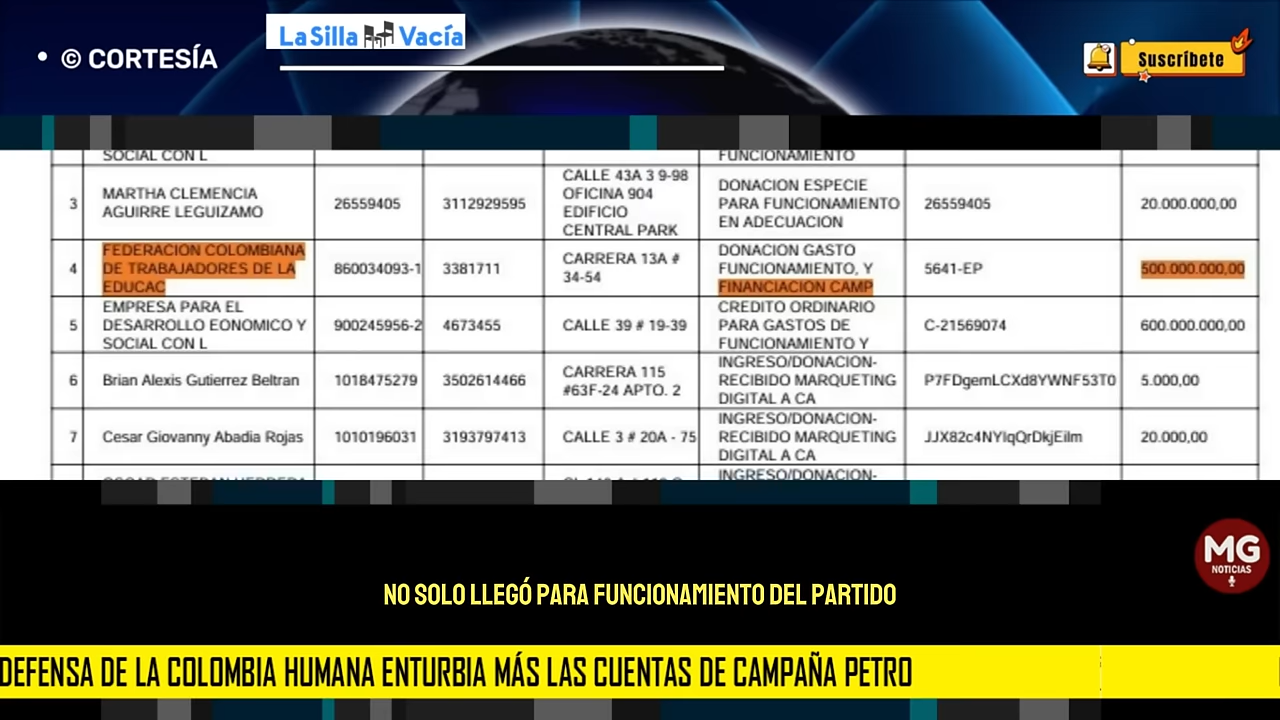 LaSilla Vacía
• © CORTESÍA
Suscríbete
SOCIAL CON L
FUNCIONAMIENTO
3
MARTHA CLEMENCIA
AGUIRRE LEGUIZAMO
26559405
3112929595
CALLE 43A 3 9-98
OFICINA 904
EDIFICIO
CENTRAL PARK
DONACION ESPECIE
PARA FUNCIONAMIENTO
EN ADECUACION
26559405
20.000.000,00
4
FEDERACION COLOMBIANA
DE TRABAJADORES DE LA
EDUCAC
860034093-1
3381711
CARRERA 13A #
34-54
DONACION GASTO
FUNCIONAMIENTO, Y
FINANCIACION CAMP
5641-EP
500.000.000,00
5
EMPRESA PARA EL
DESARROLLO EONOMICO Y
SOCIAL CON L
900245956-2
4673455
CALLE 39 # 19-39
CREDITO ORDINARIO
PARA GASTOS DE
FUNCIONAMIENTO Y
C-21569074
600.000.000,00
6
Brian Alexis Gutierrez Beltran
1018475279
3502614466
CARRERA 115
#63F-24 APTO. 2
INGRESO/DONACION-
RECIBIDO MARQUETING
DIGITAL A CA
P7FDgemLCXd8YWNF53T0
5.000,00
7
Cesar Giovanny Abadia Rojas
1010196031
3193797413
CALLE 3 # 20A - 75
INGRESO/DONACION-
RECIBIDO MARQUETING
DIGITAL A CA
20.000,00
INGRESO/DONACION-
MG
NOTICIAS
NO SOLO LLEGÓ PARA FUNCIONAMIENTO DEL PARTIDO
DEFENSA DE LA COLOMBIA HUMANA ENTURBIA MÁS LAS CUENTAS DE CAMPAÑA PETRO